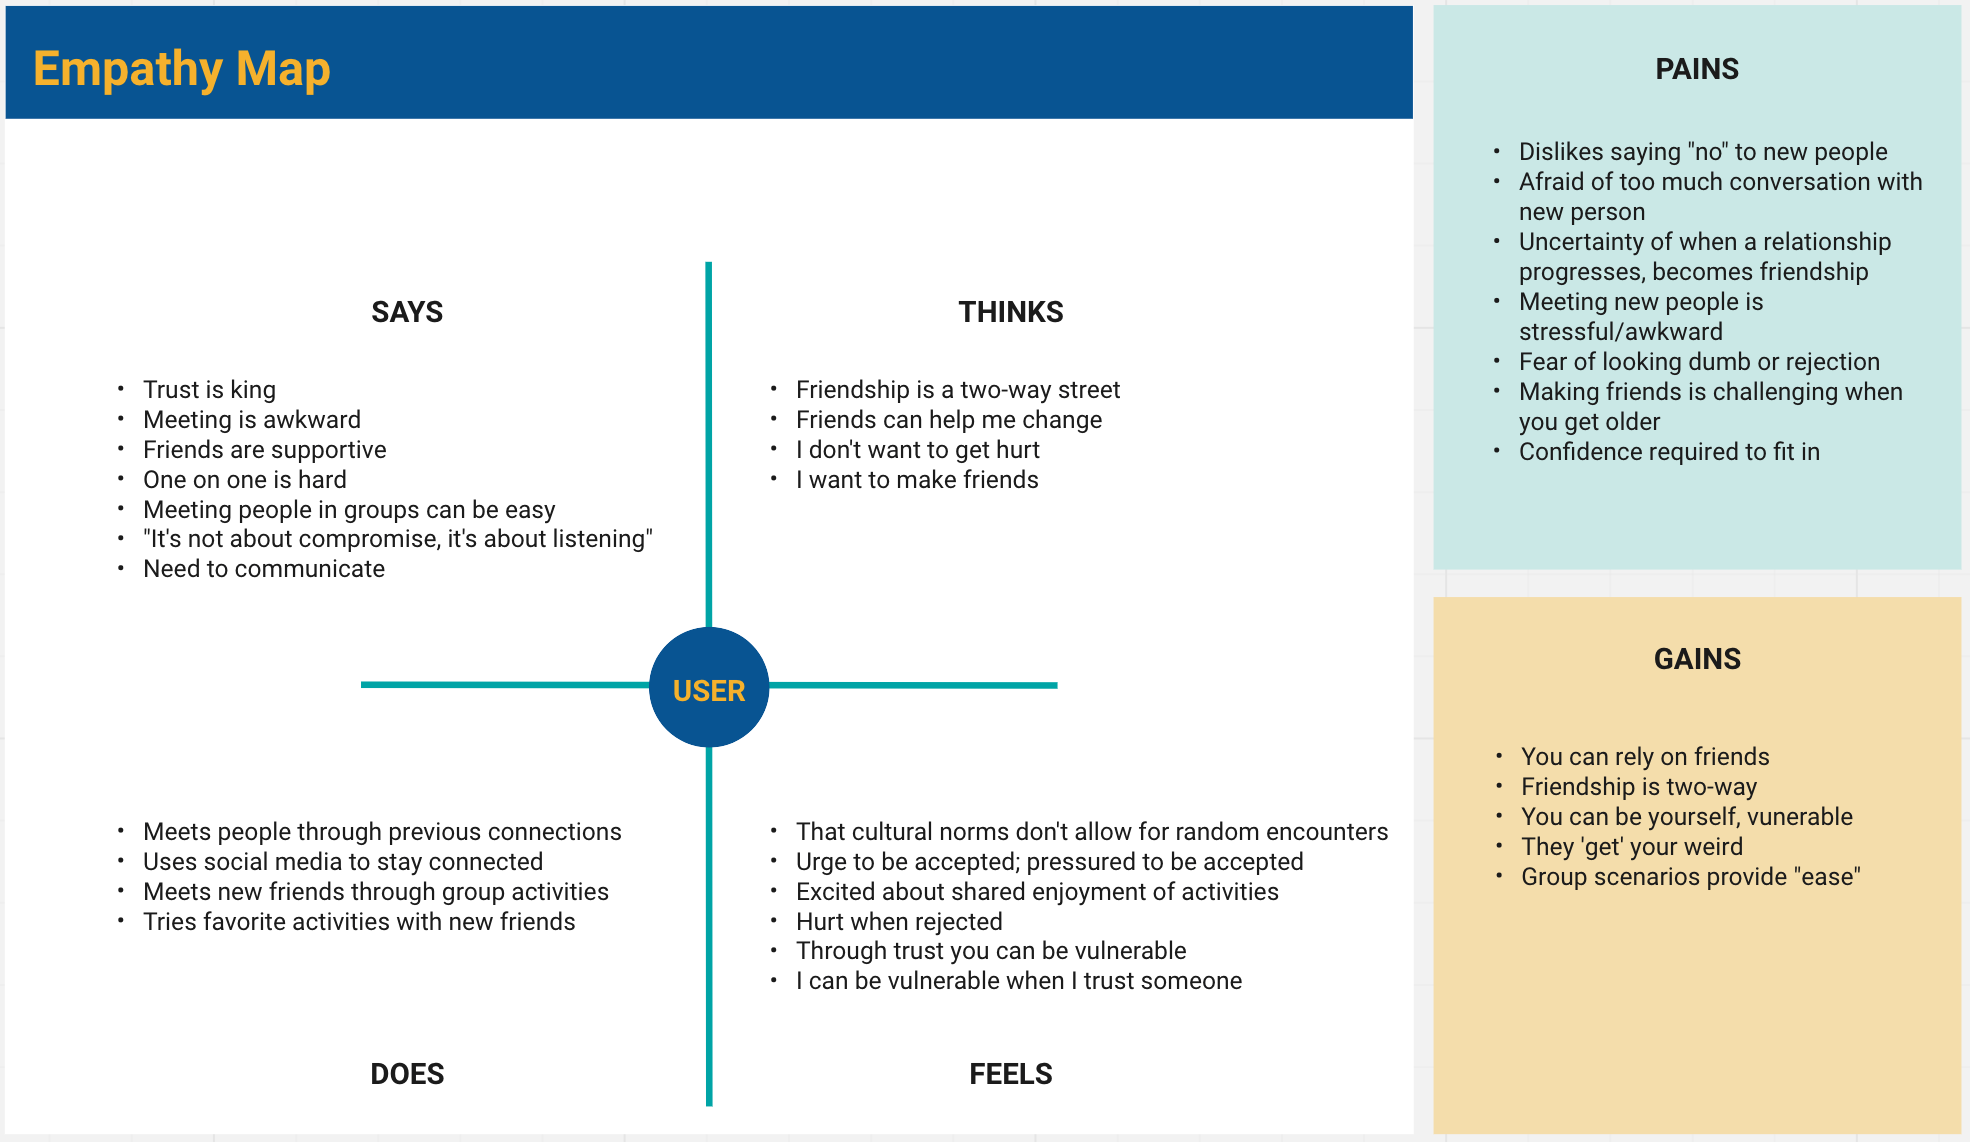 Empathy Map
SAYS
• Trust is king
• Meeting is awkward
• Friends are supportive
• One on one is hard
• Meeting people in groups can be easy
• "It's not about compromise, it's about listening"
• Need to communicate
THINKS
• Friendship is a two-way street
• Friends can help me change
• I don't want to get hurt
• I want to make friends
USER
• Meets people through previous connections
• Uses social media to stay connected
• Meets new friends through group activities
• Tries favorite activities with new friends
DOES
• That cultural norms don't allow for random encounters
• Urge to be accepted; pressured to be accepted
• Excited about shared enjoyment of activities
• Hurt when rejected
• Through trust you can be vulnerable
• I can be vulnerable when I trust someone
FEELS
PAINS
• Dislikes saying "no" to new people
• Afraid of too much conversation with
new person
• Uncertainty of when a relationship
progresses, becomes friendship
• Meeting new people is
stressful/awkward
• Fear of looking dumb or rejection
• Making friends is challenging when
you get older
• Confidence required to fit in
GAINS
• You can rely on friends
• Friendship is two-way
• You can be yourself, vunerable
• They 'get' your weird
• Group scenarios provide "ease"